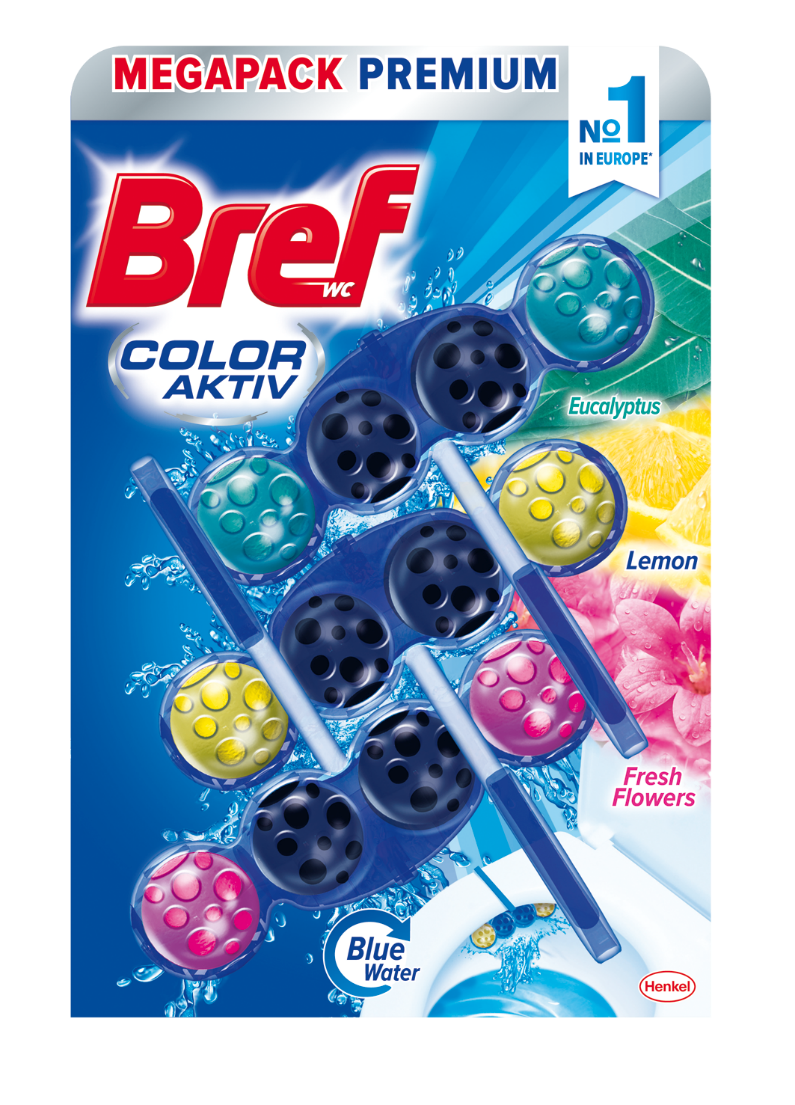 MEGAPACK PREMIUM
Nº1
IN EUROPE*
Bref
WC
COLOR
AKTIV
Eucalyptus
Lemon
Fresh
Flowers
Blue
Water
Henkel